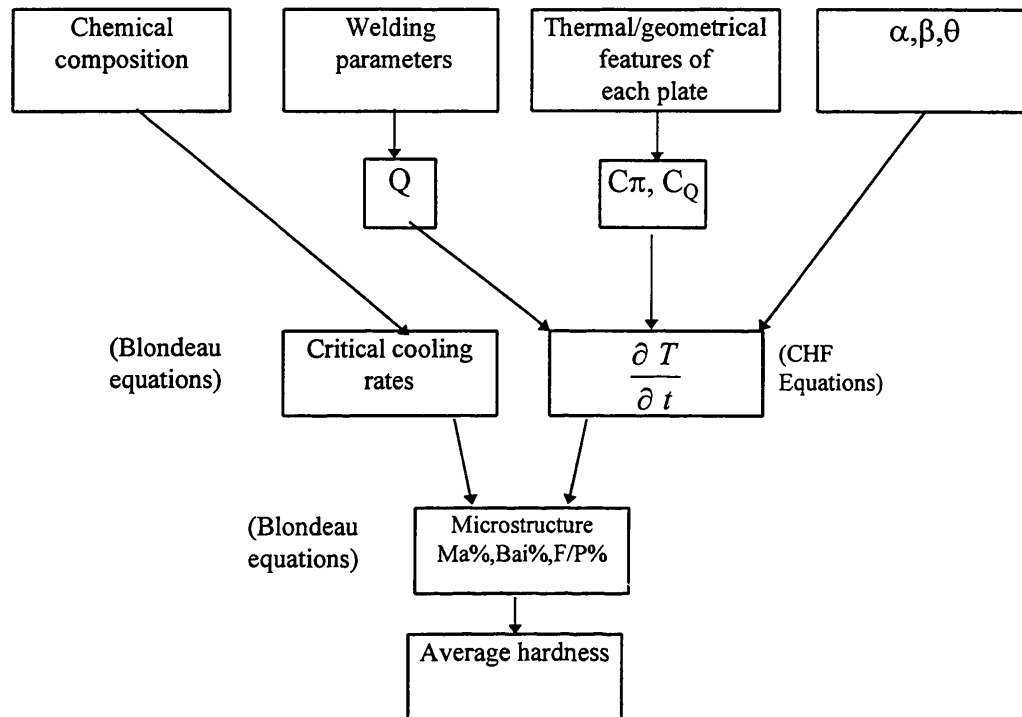 Chemical
composition
Welding
parameters
Thermal/geometrical
features of
each plate
α,β,θ
Q
Cπ, C_Q
(Blondeau
equations)
Critical cooling
rates
∂ T
∂ t
(CHF
Equations)
(Blondeau
equations)
Microstructure
Ma%,Bai%,F/P%
Average hardness